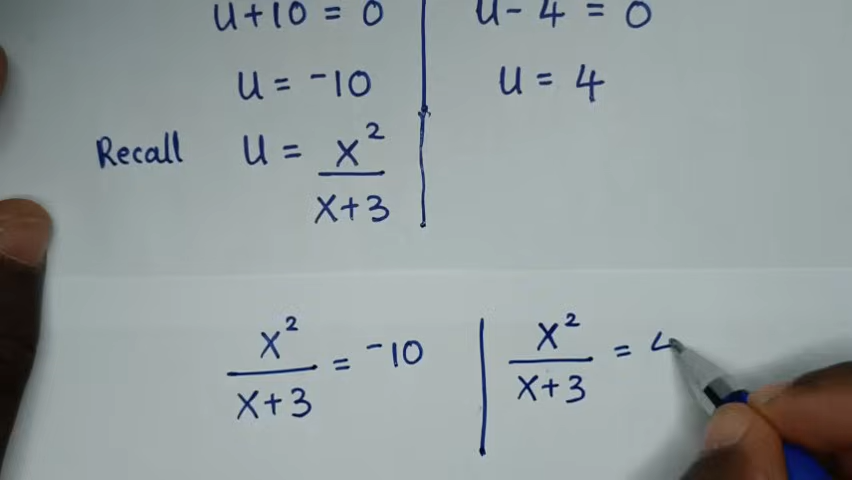 u+10 = 0 u- 4 = 0
u = -10 u = 4
Recall u = x²
x+3
x² = -10 x² = 4
x+3 x+3